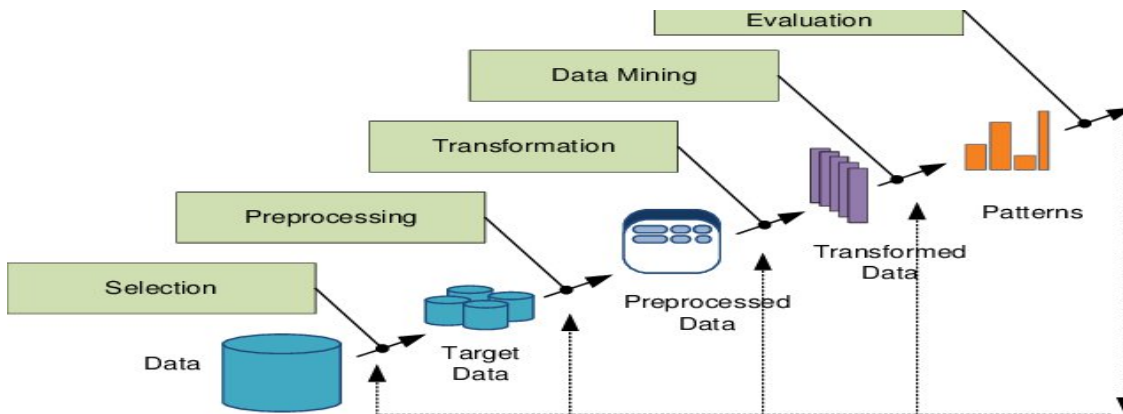 Evaluation
Data Mining
Transformation
Preprocessing
Patterns
Transformed
Data
Selection
Preprocessed
Data
Data
Target
Data